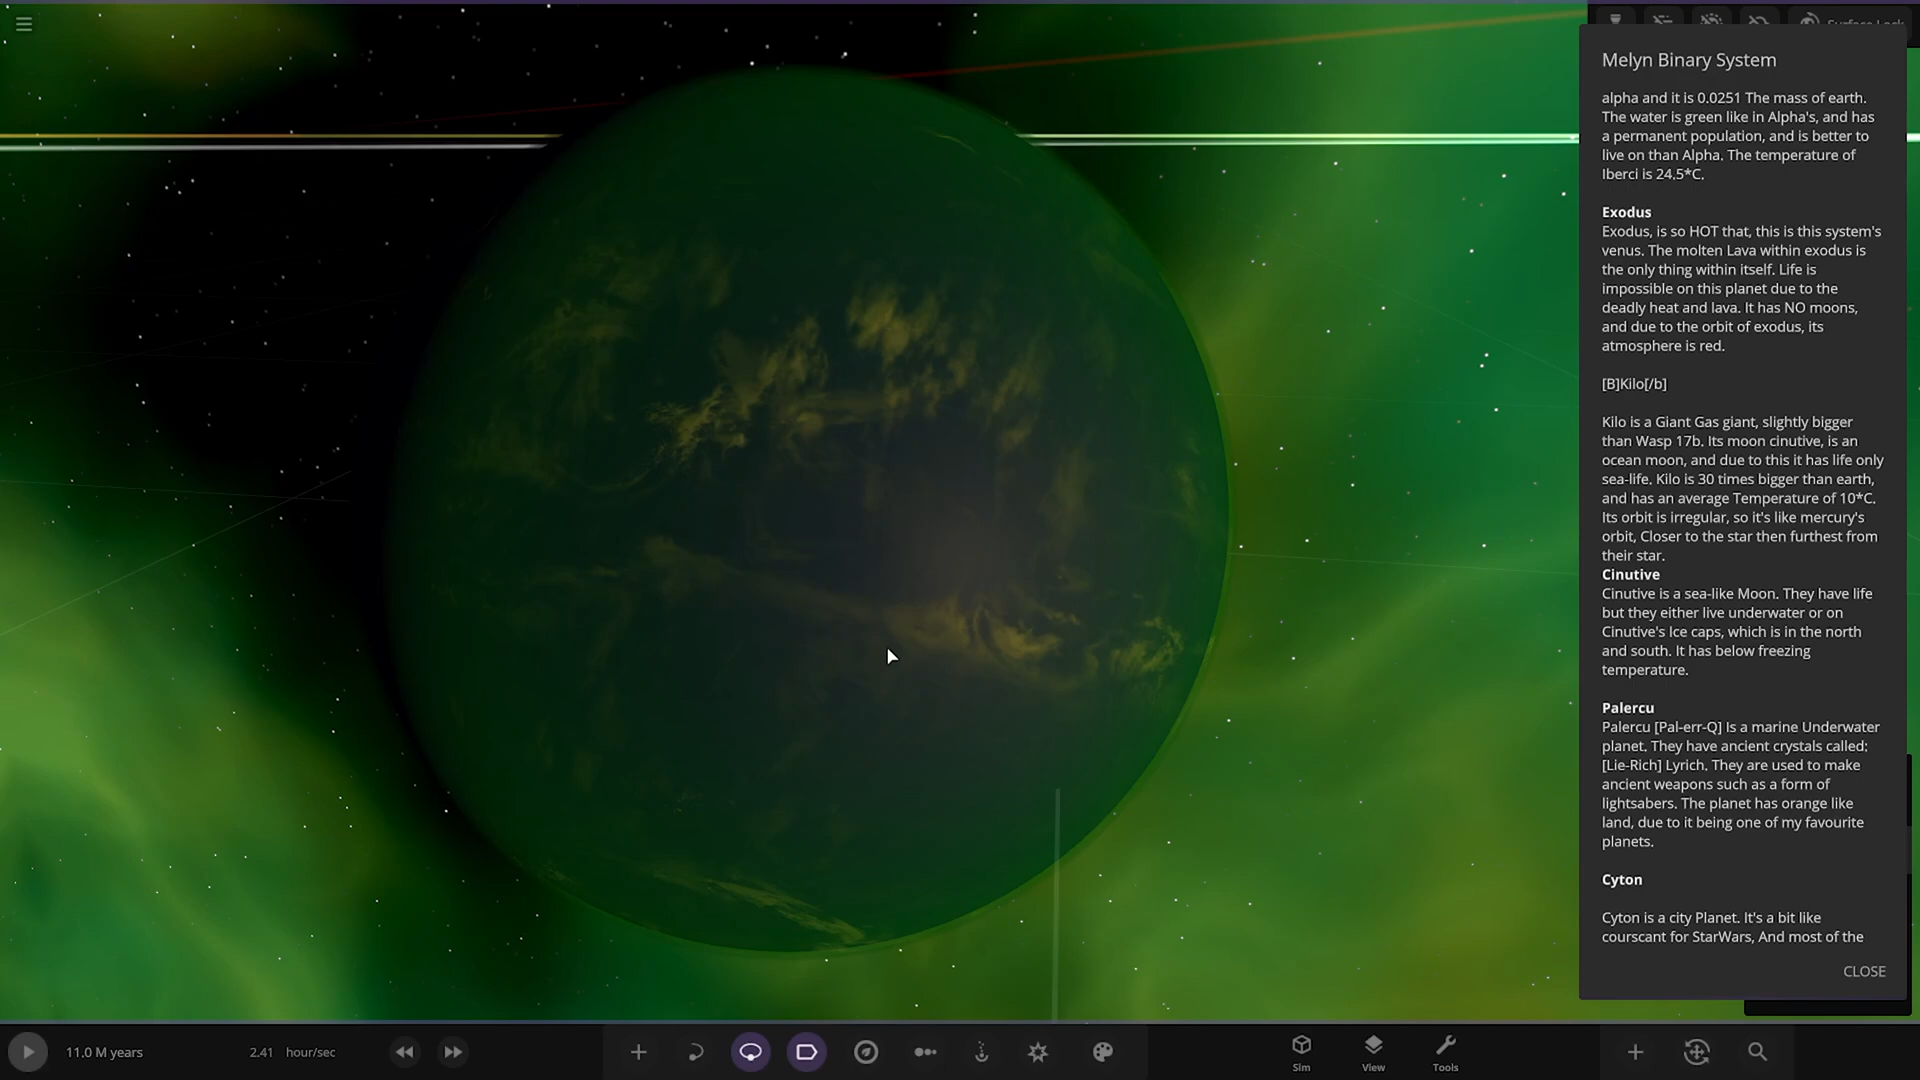 Surface Lock
Melyn Binary System
alpha and it is 0.0251 The mass of earth.
The water is green like in Alpha's, and has
a permanent population, and is better to
live on than Alpha. The temperature of
Iberci is 24.5*C.
Exodus
Exodus, is so HOT that, this is this system's
venus. The molten Lava within exodus is
the only thing within itself. Life is
impossible on this planet due to the
deadly heat and lava. It has NO moons,
and due to the orbit of exodus, its
atmosphere is red.
[B]Kilo[/b]
Kilo is a Giant Gas giant, slightly bigger
than Wasp 17b. Its moon cinutive, is an
ocean moon, and due to this it has life only
sea-life. Kilo is 30 times bigger than earth,
and has an average Temperature of 10*C.
Its orbit is irregular, so it's like mercury's
orbit, Closer to the star then furthest from
their star.
Cinutive
Cinutive is a sea-like Moon. They have life
but they either live underwater or on
Cinutive's Ice caps, which is in the north
and south. It has below freezing
temperature.
Palercu
Palercu [Pal-err-Q] Is a marine Underwater
planet. They have ancient crystals called;
[Lie-Rich] Lyrich. They are used to make
ancient weapons such as a form of
lightsabers. The planet has orange like
land, due to it being one of my favourite
planets.
Cyton
Cyton is a city Planet. It's a bit like
courscant for StarWars, And most of the
CLOSE
11.0 M years
2.41 hour/sec
Sim
View
Tools